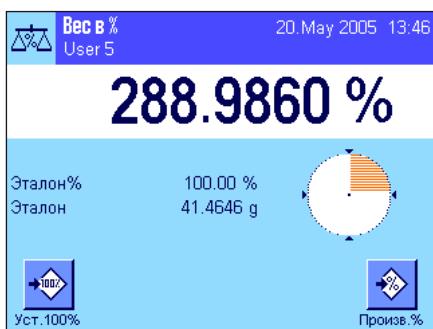 Вес в % 20.May 2005 13:46
User 5
288.9860 %
Эталон% 100.00 %
Эталон 41.4646 g
100% %
Уст.100% Произв.%